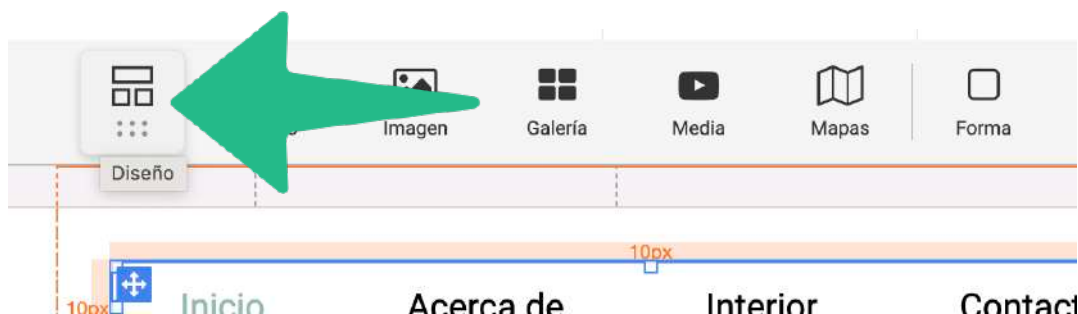 Imagen Galería Media Mapas Forma
Diseño
10px
10px
Inicio Acerca de Interior Contact